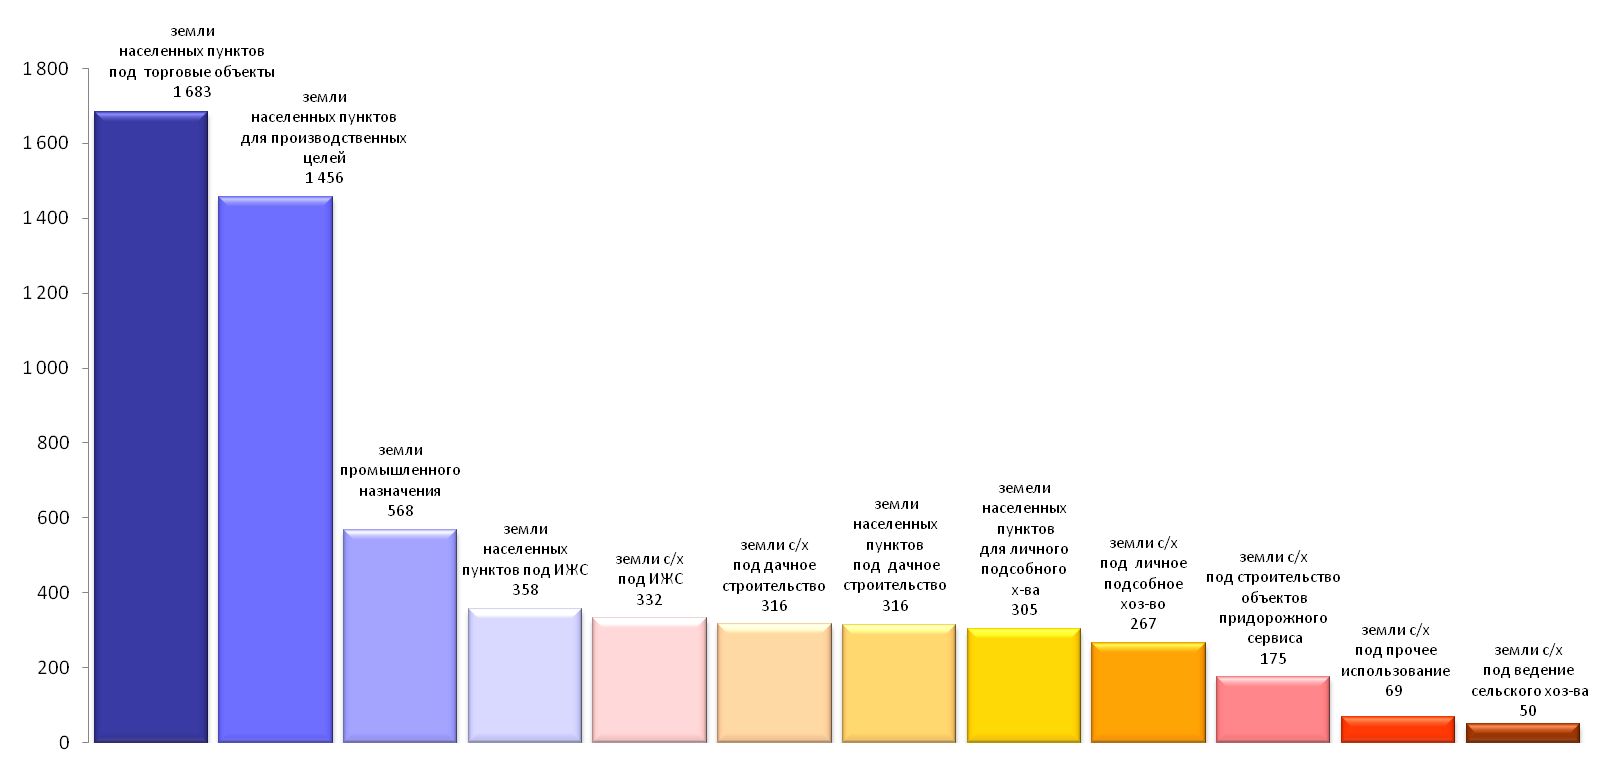 земли
населенных пунктов
под торговые объекты
1 683
земли
населенных пунктов
для производственных
целей
1 456
земли
промышленного
назначения
568
земли
населенных
пунктов под ИЖС
358
земли с/х
под ИЖС
332
земли с/х
под дачное
строительство
316
земли
населенных
пунктов
под дачное
строительство
316
земели
населенных
пунктов
для личного
подсобного
х-ва
305
земли с/х
под личное
подсобное
хоз-во
267
земли с/х
под строительство
объектов
придорожного
сервиса
175
земли с/х
под прочее
использование
69
земли с/х
под ведение
сельского хоз-ва
50
1 800
1 600
1 400
1 200
1 000
800
600
400
200
0